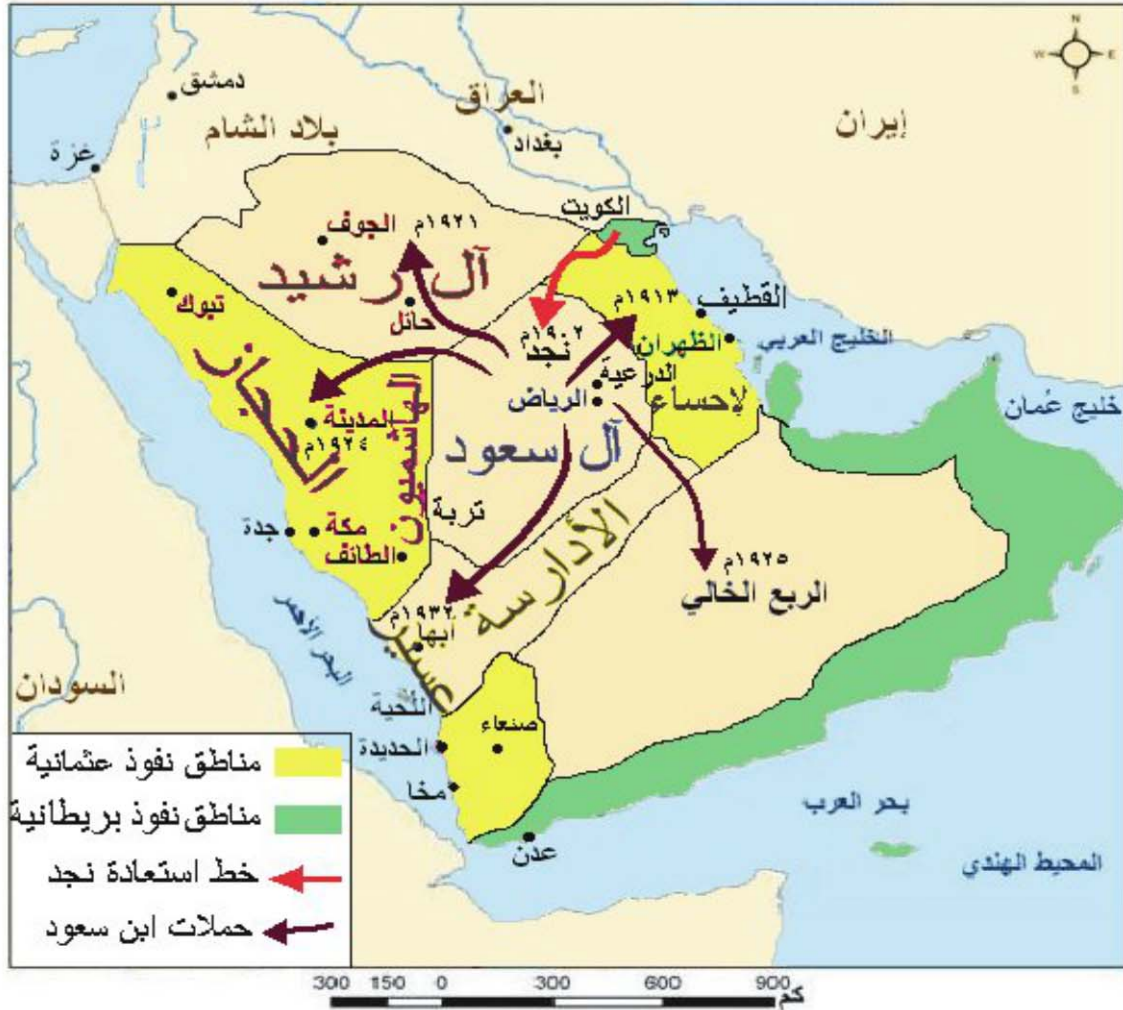 N
W
E
S
دمشق
العراق
إيران
بلاد الشام
بغداد
غزة
الكويت
الجوف
١٩٢١م
آل رشيد
حائل
تبوك
١٩١٣م
القطيف
الظهران
الخليج العربي
خليج عُمان
١٩٠٢م
نجد
الدرعية
الرياض
لإحساء
آل سعود
الحجاز
الهاشميون
المدينة
١٩٢٤م
تربة
جدة
مكة
الطائف
الأدارسة
١٩٢٥م
الربع الخالي
١٩٣٢م
أبها
عسير
البحر الأحمر
السودان
اللحية
صنعاء
الحديدة
مخا
عدن
بحر العرب
المحيط الهندي
مناطق نفوذ عثمانية
مناطق نفوذ بريطانية
خط استعادة نجد
حملات ابن سعود
300 150 0 300 600 900 كم